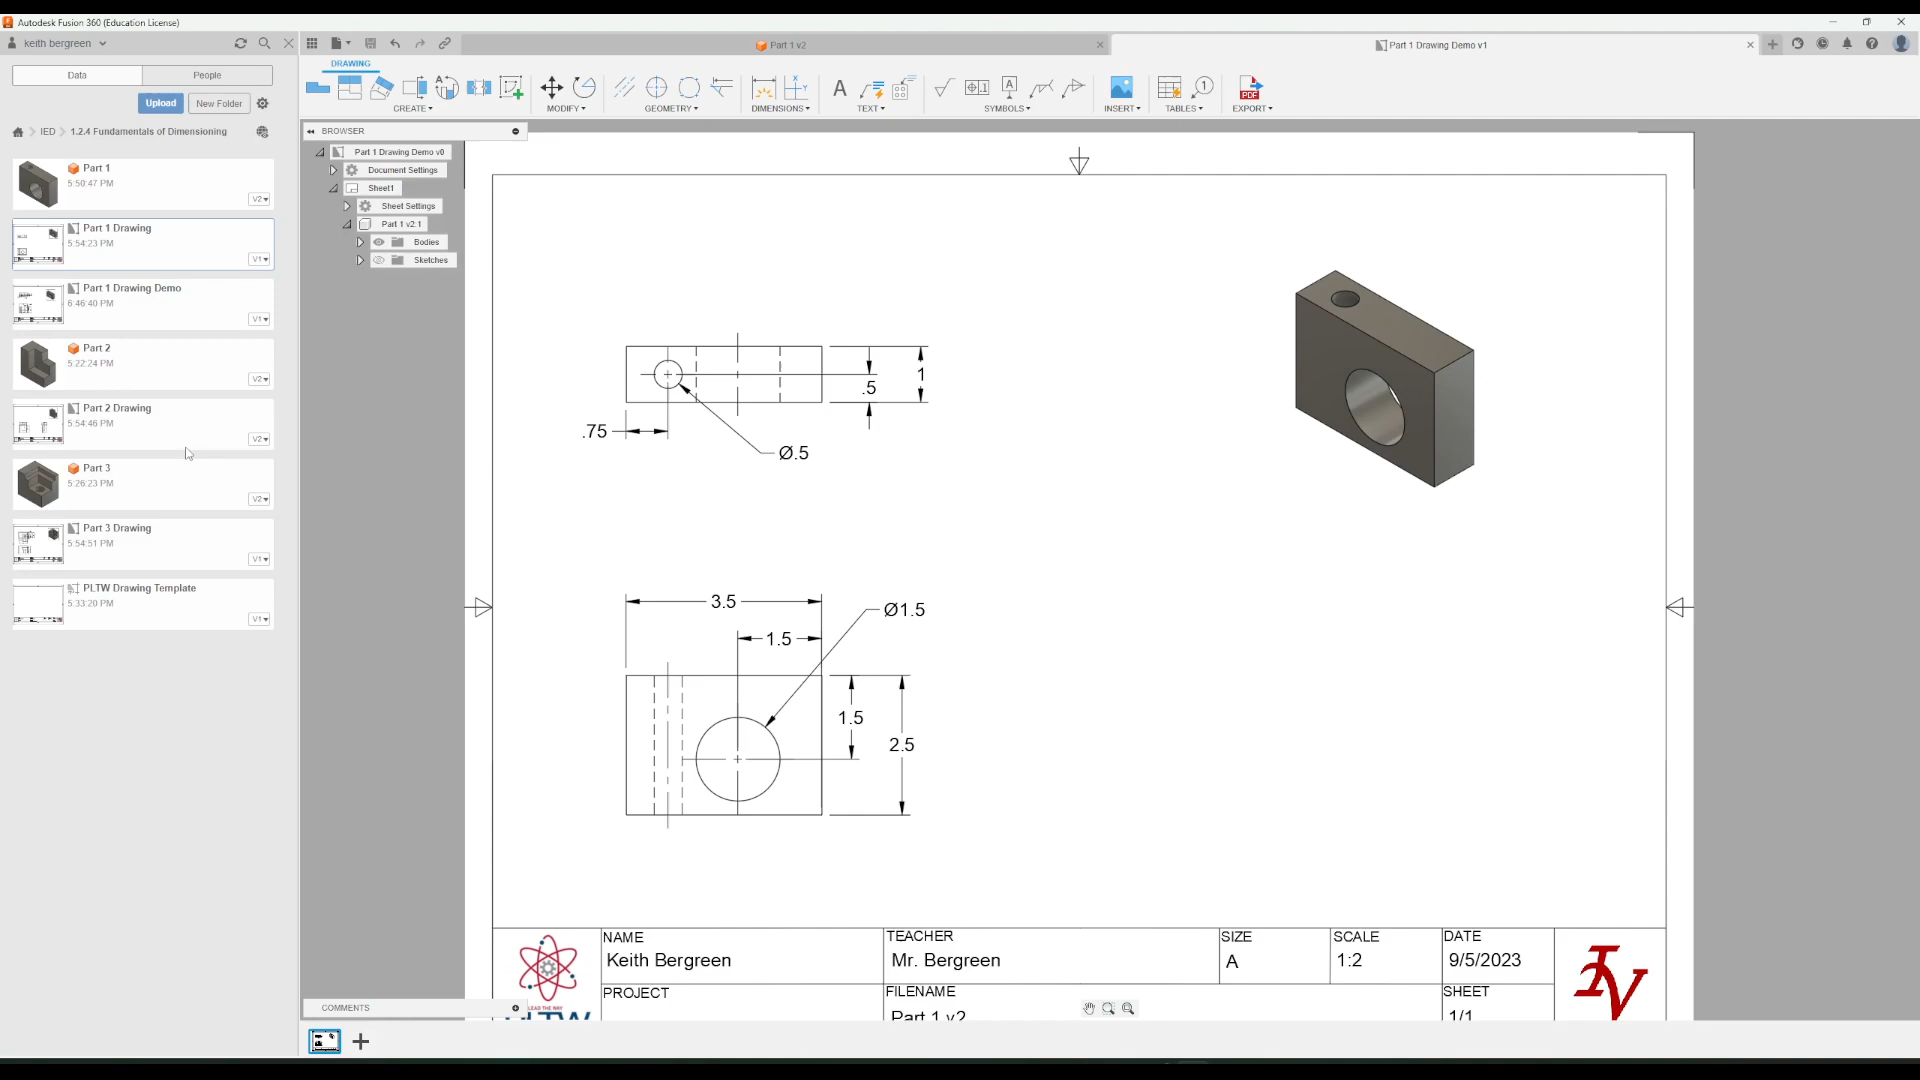 Autodesk Fusion 360 (Education License)
keith bergreen
Part 1 v2
Part 1 Drawing Demo v1
Data
People
Upload
New Folder
IED
1.2.4 Fundamentals of Dimensioning
Part 1
5:50:47 PM
V2
Part 1 Drawing
5:54:23 PM
V1
Part 1 Drawing Demo
6:46:40 PM
V1
Part 2
5:22:24 PM
V2
Part 2 Drawing
5:54:46 PM
V2
Part 3
5:26:23 PM
V2
Part 3 Drawing
5:54:51 PM
V1
PLTW Drawing Template
5:33:20 PM
V1
DRAWING
CREATE
MODIFY
GEOMETRY
DIMENSIONS
TEXT
SYMBOLS
INSERT
TABLES
PDF
EXPORT
BROWSER
Part 1 Drawing Demo v0
Document Settings
Sheet1
Sheet Settings
Part 1 v2:1
Bodies
Sketches
.5
1
.75
Ø.5
3.5
Ø1.5
1.5
1.5
2.5
NAME
Keith Bergreen
TEACHER
Mr. Bergreen
SIZE
A
SCALE
1:2
DATE
9/5/2023
PROJECT
FILENAME
Part 1 v2
SHEET
1/1
IV
LEAD THE WAY
PLTW
COMMENTS